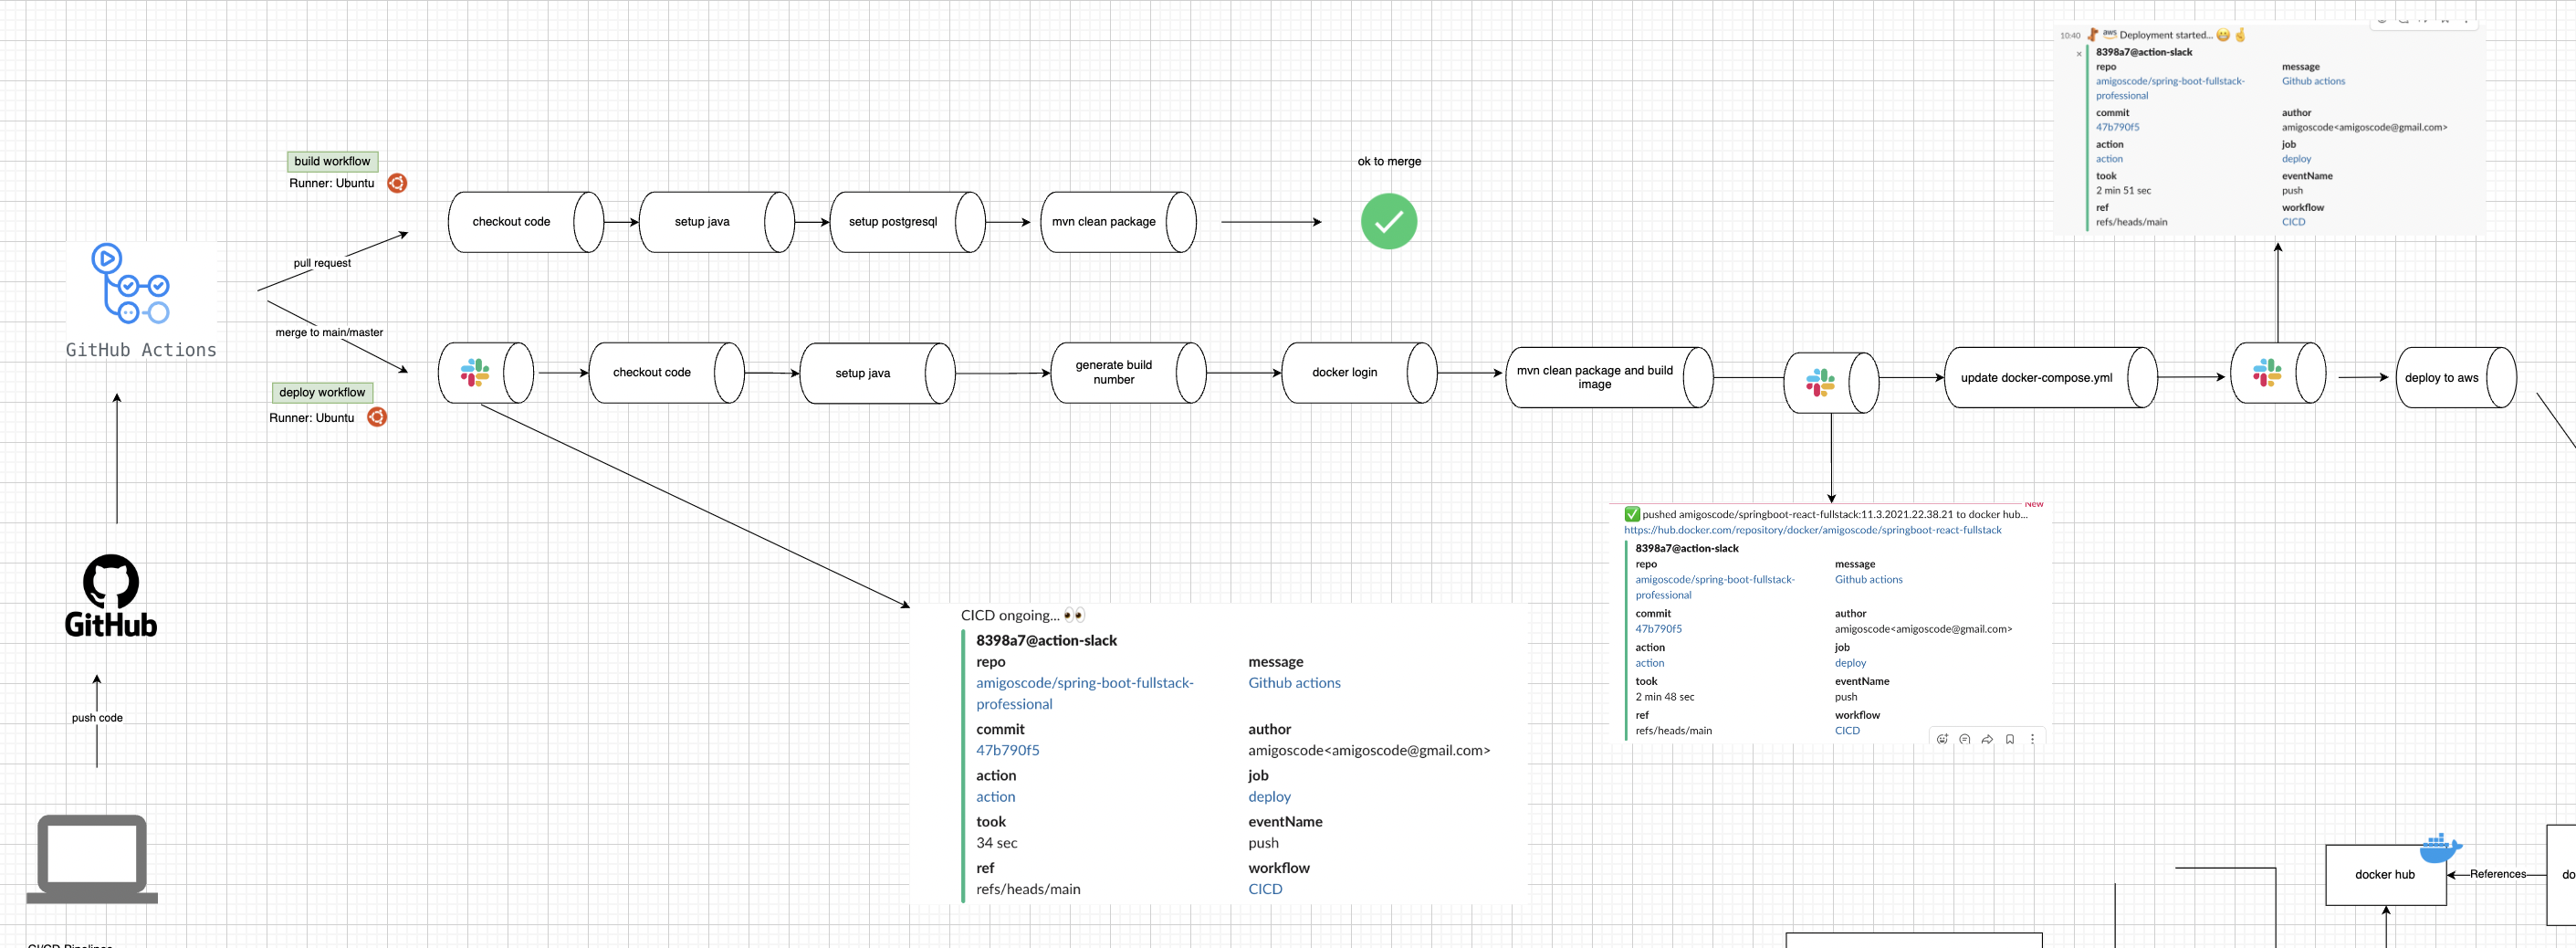 build workflow
Runner: Ubuntu
checkout code
setup java
setup postgresql
mvn clean package
ok to merge
pull request
merge to main/master
GitHub Actions
deploy workflow
Runner: Ubuntu
checkout code
setup java
generate build
number
docker login
mvn clean package and build
image
update docker-compose.yml
deploy to aws
10:40 aws Deployment started...
8398a7@action-slack
repo message
amigoscode/spring-boot-fullstack- Github actions
professional
commit author
47b790f5 amigoscode<amigoscode@gmail.com>
action job
action deploy
took eventName
2 min 51 sec push
ref workflow
refs/heads/main CICD
GitHub
push code
CICD ongoing...
8398a7@action-slack
repo message
amigoscode/spring-boot-fullstack- Github actions
professional
commit author
47b790f5 amigoscode<amigoscode@gmail.com>
action job
action deploy
took eventName
34 sec push
ref workflow
refs/heads/main CICD
New
pushed amigoscode/springboot-react-fullstack:11.3.2021.22.38.21 to docker hub...
https://hub.docker.com/repository/docker/amigoscode/springboot-react-fullstack
8398a7@action-slack
repo message
amigoscode/spring-boot-fullstack- Github actions
professional
commit author
47b790f5 amigoscode<amigoscode@gmail.com>
action job
action deploy
took eventName
2 min 48 sec push
ref workflow
refs/heads/main CICD
docker hub
References
do
CI/CD Pipelines